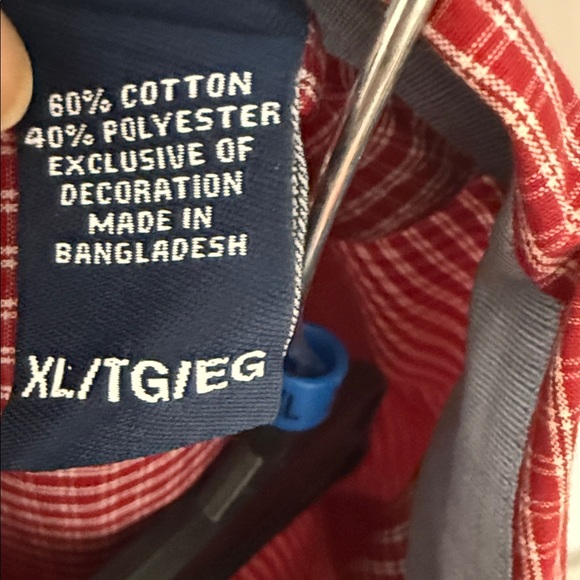 60% COTTON
40% POLYESTER
EXCLUSIVE OF
DECORATION
MADE IN
BANGLADESH
XL/TG/EG